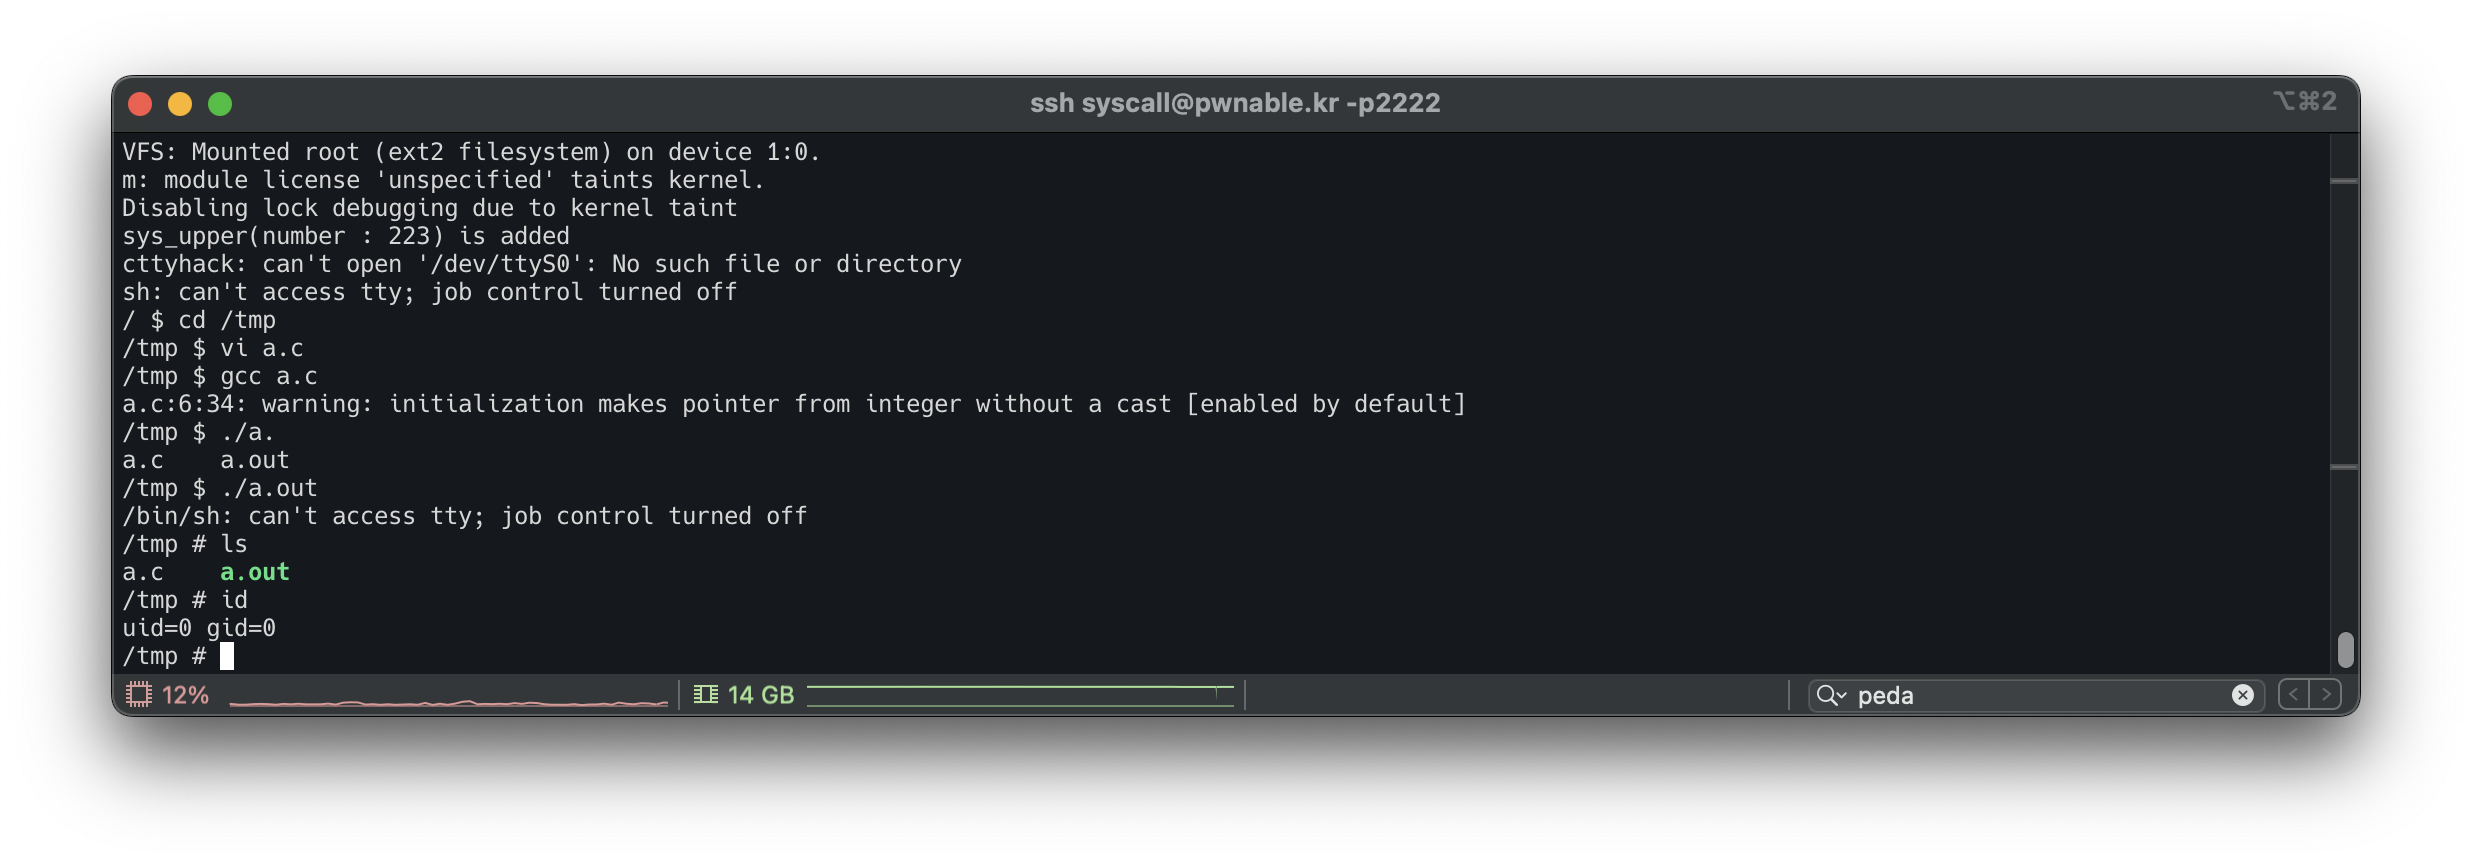 ssh syscall@pwnable.kr -p2222
⌥⌘2
VFS: Mounted root (ext2 filesystem) on device 1:0.
m: module license 'unspecified' taints kernel.
Disabling lock debugging due to kernel taint
sys_upper(number : 223) is added
cttyhack: can't open '/dev/ttyS0': No such file or directory
sh: can't access tty; job control turned off
/ $ cd /tmp
/tmp $ vi a.c
/tmp $ gcc a.c
a.c:6:34: warning: initialization makes pointer from integer without a cast [enabled by default]
/tmp $ ./a.
a.c    a.out
/tmp $ ./a.out
/bin/sh: can't access tty; job control turned off
/tmp # ls
a.c    a.out
/tmp # id
uid=0 gid=0
/tmp #
12%
14 GB
peda